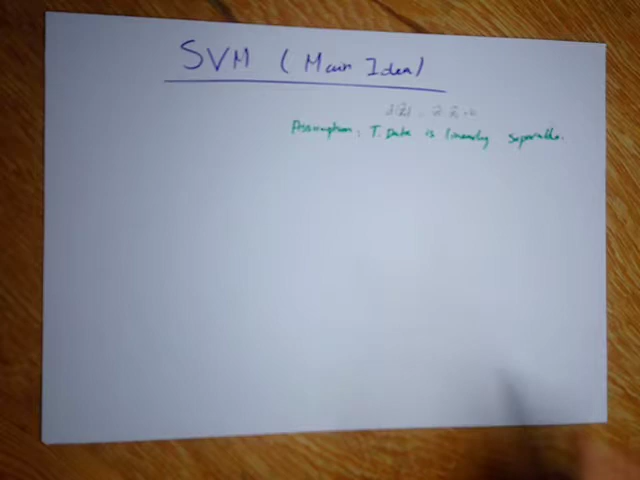 SVM (Main Idea)
Assumption: T. Data is linearly separable.